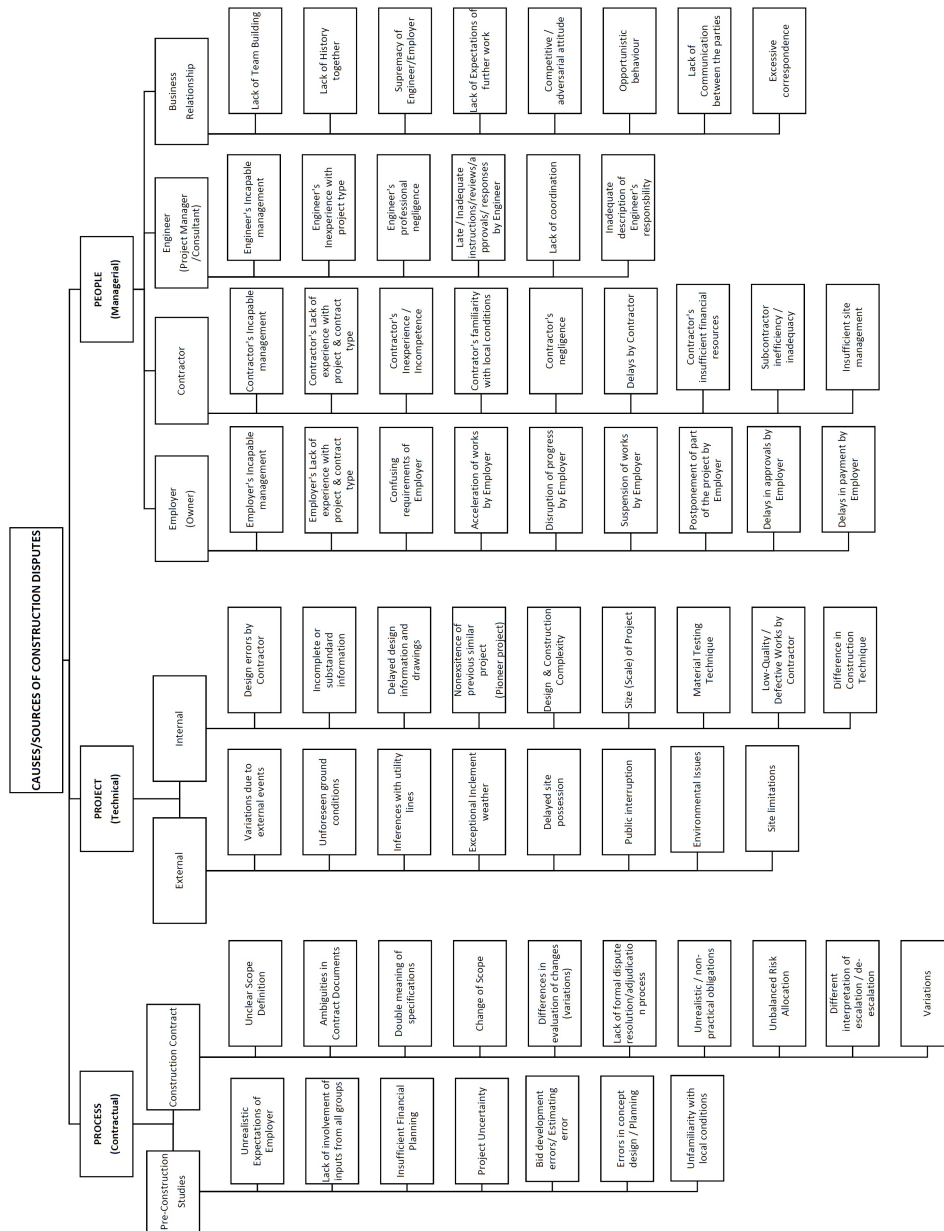 CAUSES/SOURCES OF CONSTRUCTION DISPUTES
PROCESS
(Contractual)
Pre-Construction
Studies
Unrealistic
Expectations of
Employer
Lack of involvement of
inputs from all groups
Insufficient Financial
Planning
Project Uncertainty
Bid development
errors/ Estimating
error
Errors in concept
design / Planning
Unfamiliarity with
local conditions
Construction Contract
Unclear Scope
Definition
Ambiguities in
Contract Documents
Double meaning of
specifications
Change of Scope
Differences in
evaluation of changes
(variations)
Lack of formal dispute
resolution/adjudicatio
n process
Unrealistic / non-
practical obligations
Unbalanced Risk
Allocation
Different
interpretation of
escalation / de-
escalation
Variations
PROJECT
(Technical)
External
Variations due to
external events
Unforeseen ground
conditions
Inferences with utility
lines
Exceptional Inclement
weather
Delayed site
possession
Public interruption
Environmental Issues
Site limitations
Internal
Design errors by
Contractor
Incomplete or
substandard
information
Delayed design
information and
drawings
Nonexsitence of
previous similar
project
(Pioneer project)
Design & Construction
Complexity
Size (Scale) of Project
Material Testing
Technique
Low-Quality /
Defective Works by
Contractor
Difference in
Construction
Technique
PEOPLE
(Managerial)
Employer
(Owner)
Employer's Incapable
management
Employer's Lack of
experience with
project & contract
type
Confusing
requirements of
Employer
Acceleration of works
by Employer
Disruption of progress
by Employer
Suspension of works
by Employer
Postponement of part
of the project by
Employer
Delays in approvals by
Employer
Delays in payment by
Employer
Contractor
Contractor's Incapable
management
Contractor's Lack of
experience with
project & contract
type
Contractor's
Inexperience /
Incompetence
Contrator's familiarity
with local conditions
Contractor's
negligence
Delays by Contractor
Contractor's
insufficient financial
resources
Subcontractor
inefficiency /
inadequacy
Insufficient site
management
Engineer
(Project Manager
/Consultant)
Engineer's Incapable
management
Engineer's
Inexperience with
project type
Engineer's
professional
negligence
Late / Inadequate
instructions/reviews/a
pprovals/ responses
by Engineer
Lack of coordination
Inadequate
description of
Engineer's
responsbility
Business
Relationship
Lack of Team Building
Lack of History
together
Supremacy of
Engineer/Employer
Lack of Expectations of
further work
Competitive /
adversarial attitude
Opportunistic
behaviour
Lack of
Communication
between the parties
Excessive
correspondence